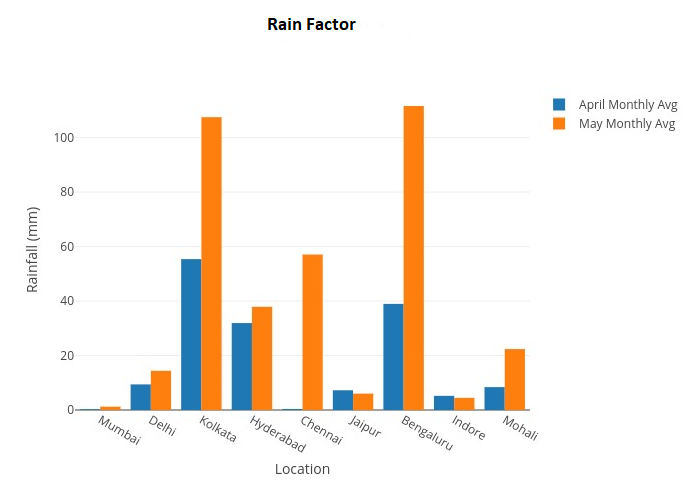 Rain Factor
April Monthly Avg
May Monthly Avg
Rainfall (mm)
100
80
60
40
20
0
Mumbai
Delhi
Kolkata
Hyderabad
Chennai
Jaipur
Bengaluru
Indore
Mohali
Location